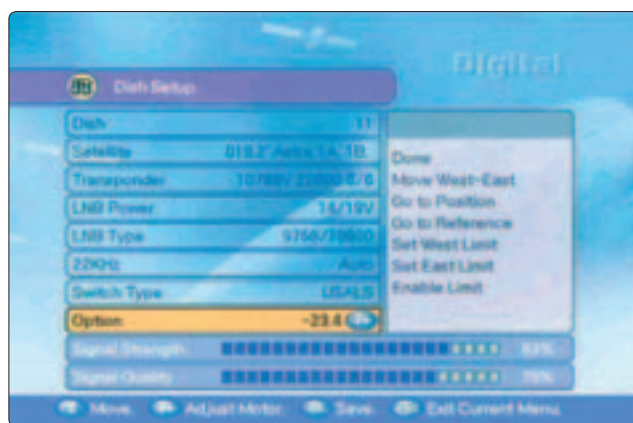 Digital
Dish Setup
Dish 11
Satellite 019.2° Astra 1A, 1B,
Transponder 10788V 22000 5/6
LNB Power 14/19V
LNB Type 9750/10600
22KHz Auto
Switch Type USALS
Option -23.4
Done
Move West-East
Go to Position
Go to Reference
Set West Limit
Set East Limit
Enable Limit
Signal Strength
Signal Quality
Move. Adjust Motor. Save. Exit Current Menu.